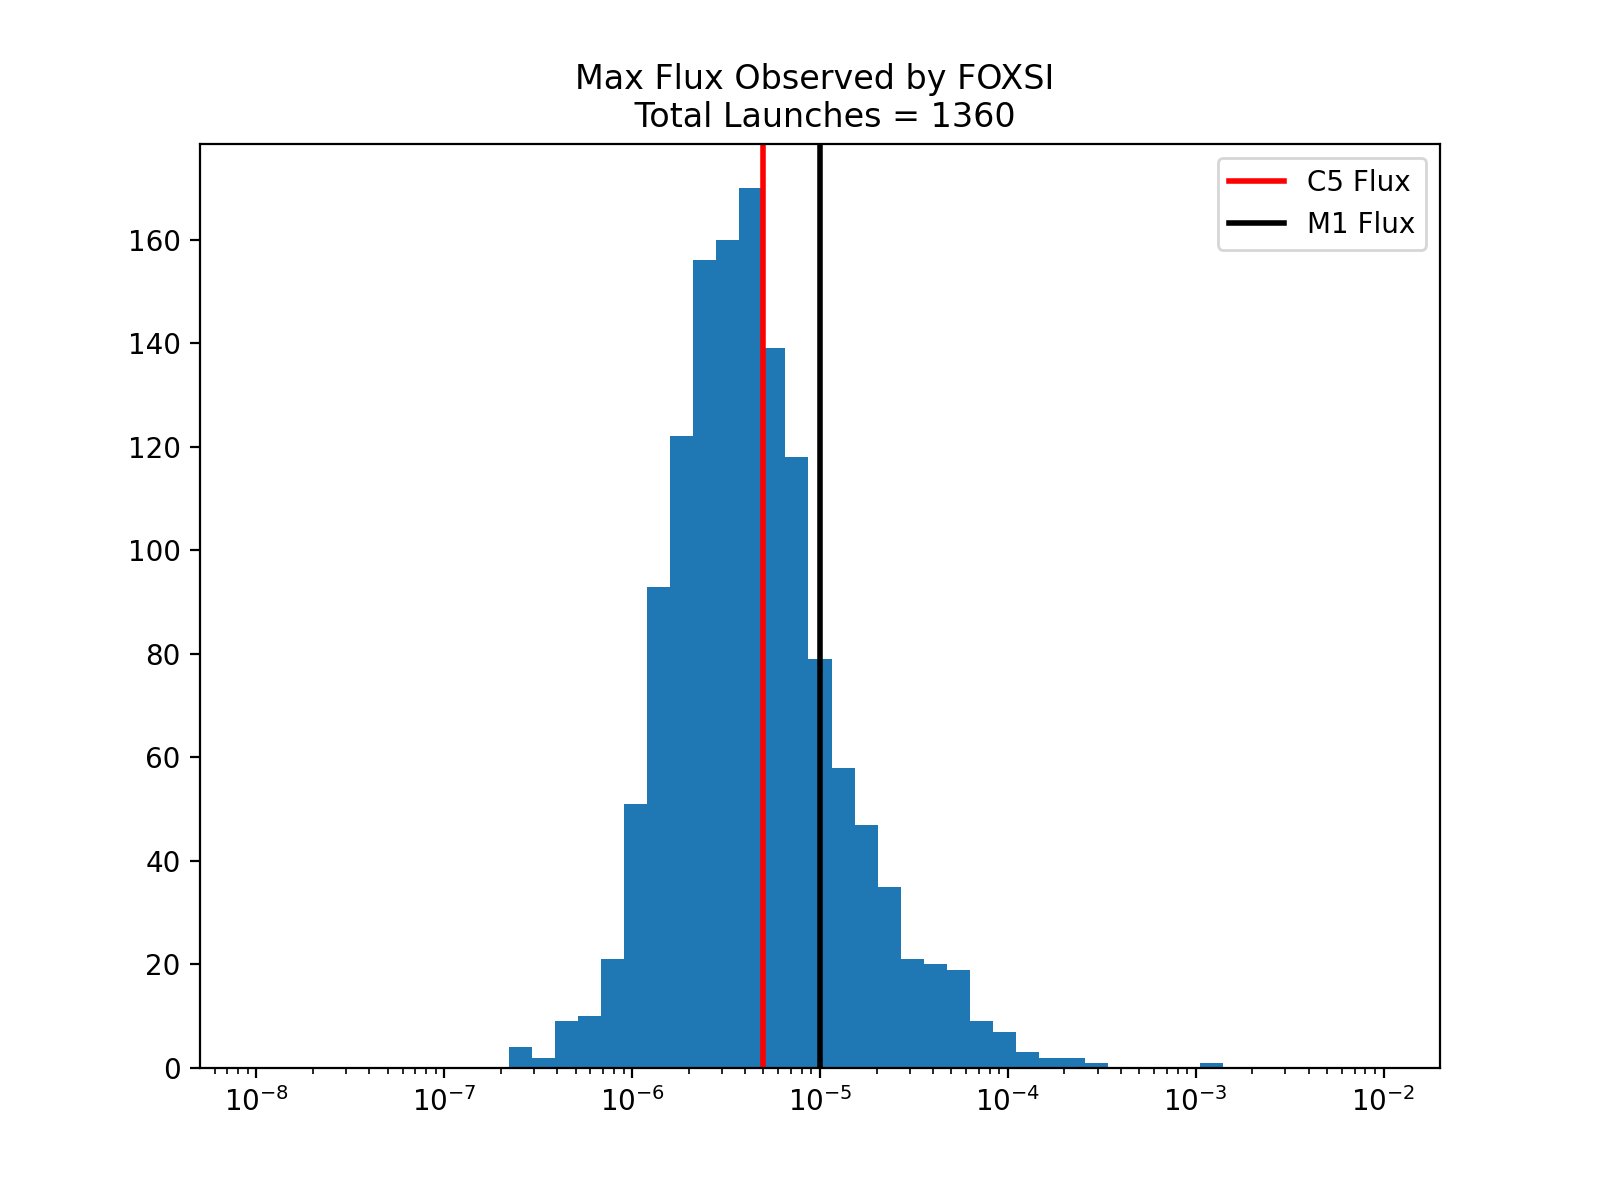 Max Flux Observed by FOXSI
Total Launches = 1360
C5 Flux
M1 Flux
160
140
120
100
80
60
40
20
0
10⁻⁸ 10⁻⁷ 10⁻⁶ 10⁻⁵ 10⁻⁴ 10⁻³ 10⁻²